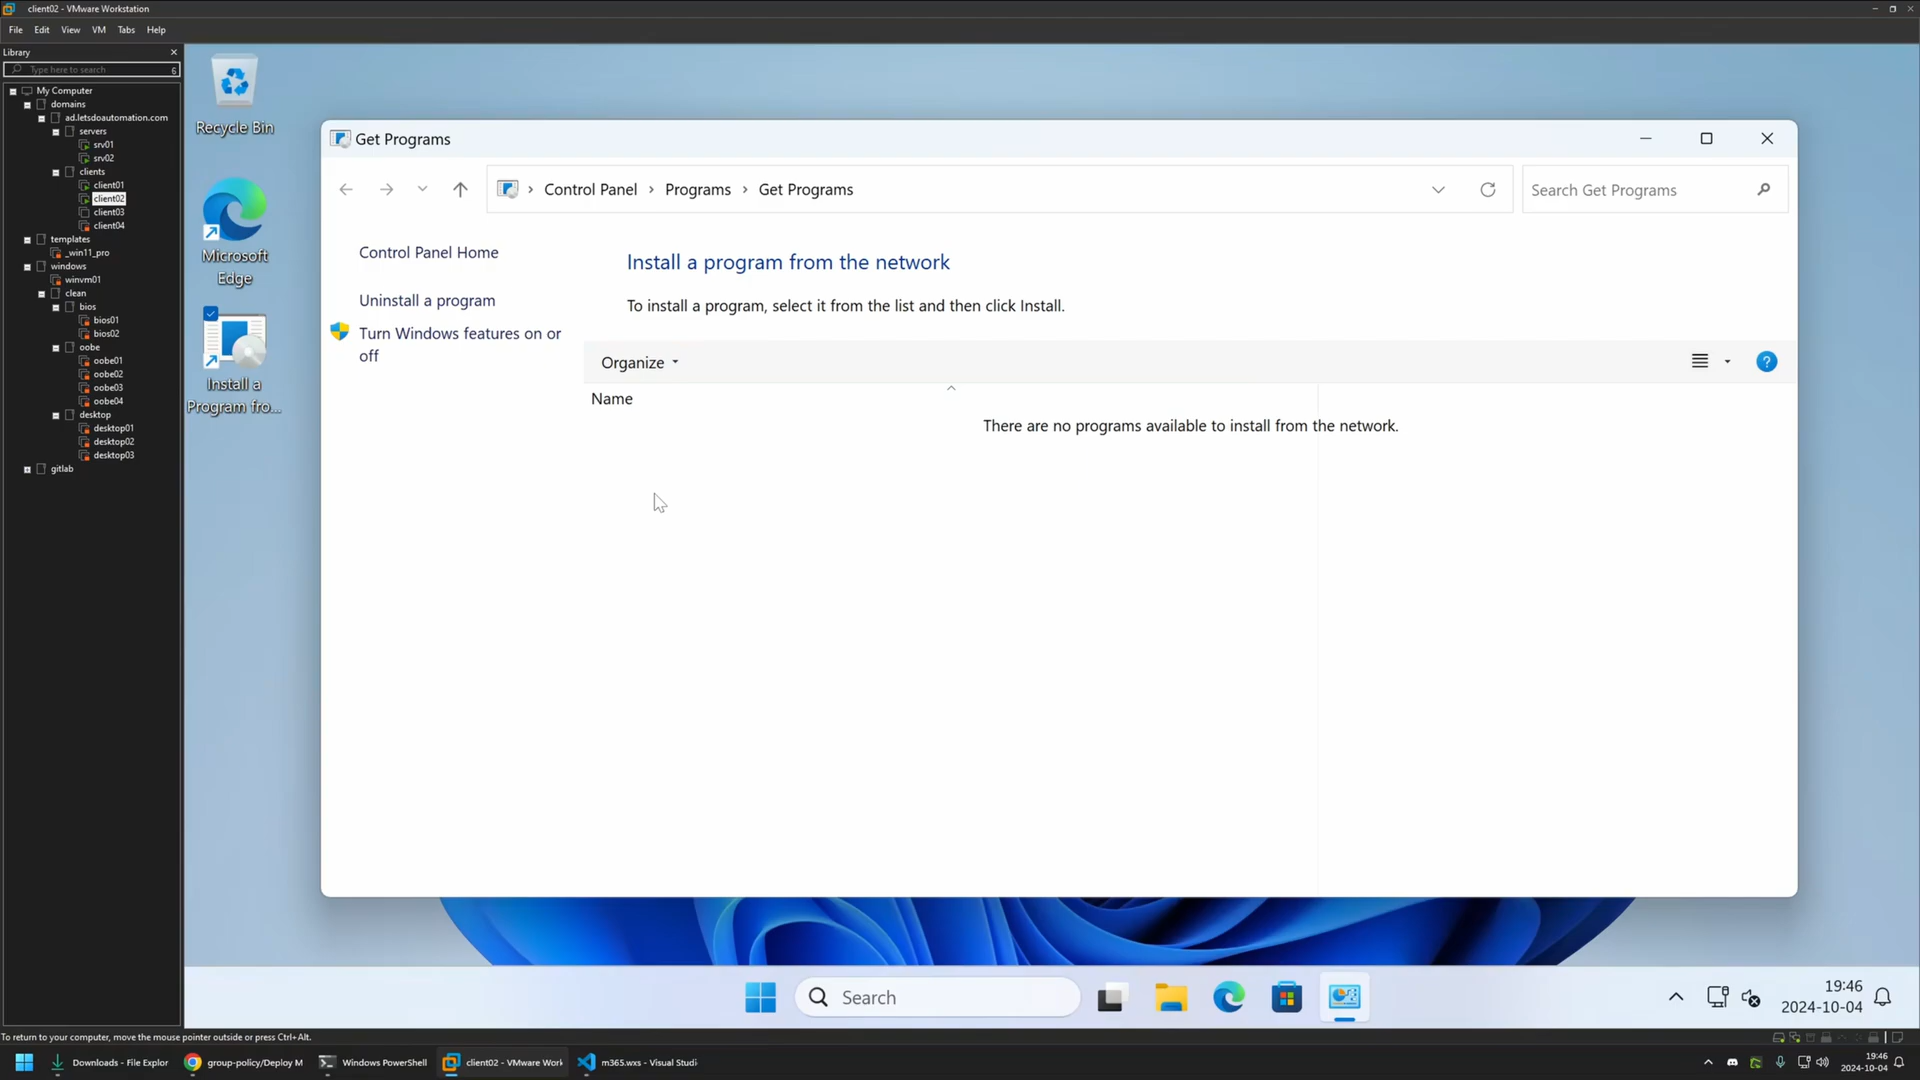 client02 - VMware Workstation
File Edit View VM Tabs Help
Library
Type here to search
My Computer
domains
ad.letsdoautomation.com
servers
srv01
srv02
clients
client01
client02
client03
client04
templates
_win11_pro
windows
winvm01
clean
bios
bios01
bios02
oobe
oobe01
oobe02
oobe03
oobe04
desktop
desktop01
desktop02
desktop03
gitlab
Recycle Bin
Microsoft
Edge
Install a
Program fro...
Get Programs
Control Panel > Programs > Get Programs
Search Get Programs
Control Panel Home
Uninstall a program
Turn Windows features on or
off
Install a program from the network
To install a program, select it from the list and then click Install.
Organize
Name
There are no programs available to install from the network.
Search
19:46
2024-10-04
To return to your computer, move the mouse pointer outside or press Ctrl+Alt.
Downloads - File Explor
group-policy/Deploy M
Windows PowerShell
client02 - VMware Work
m365.wxs - Visual Studi
19:46
2024-10-04